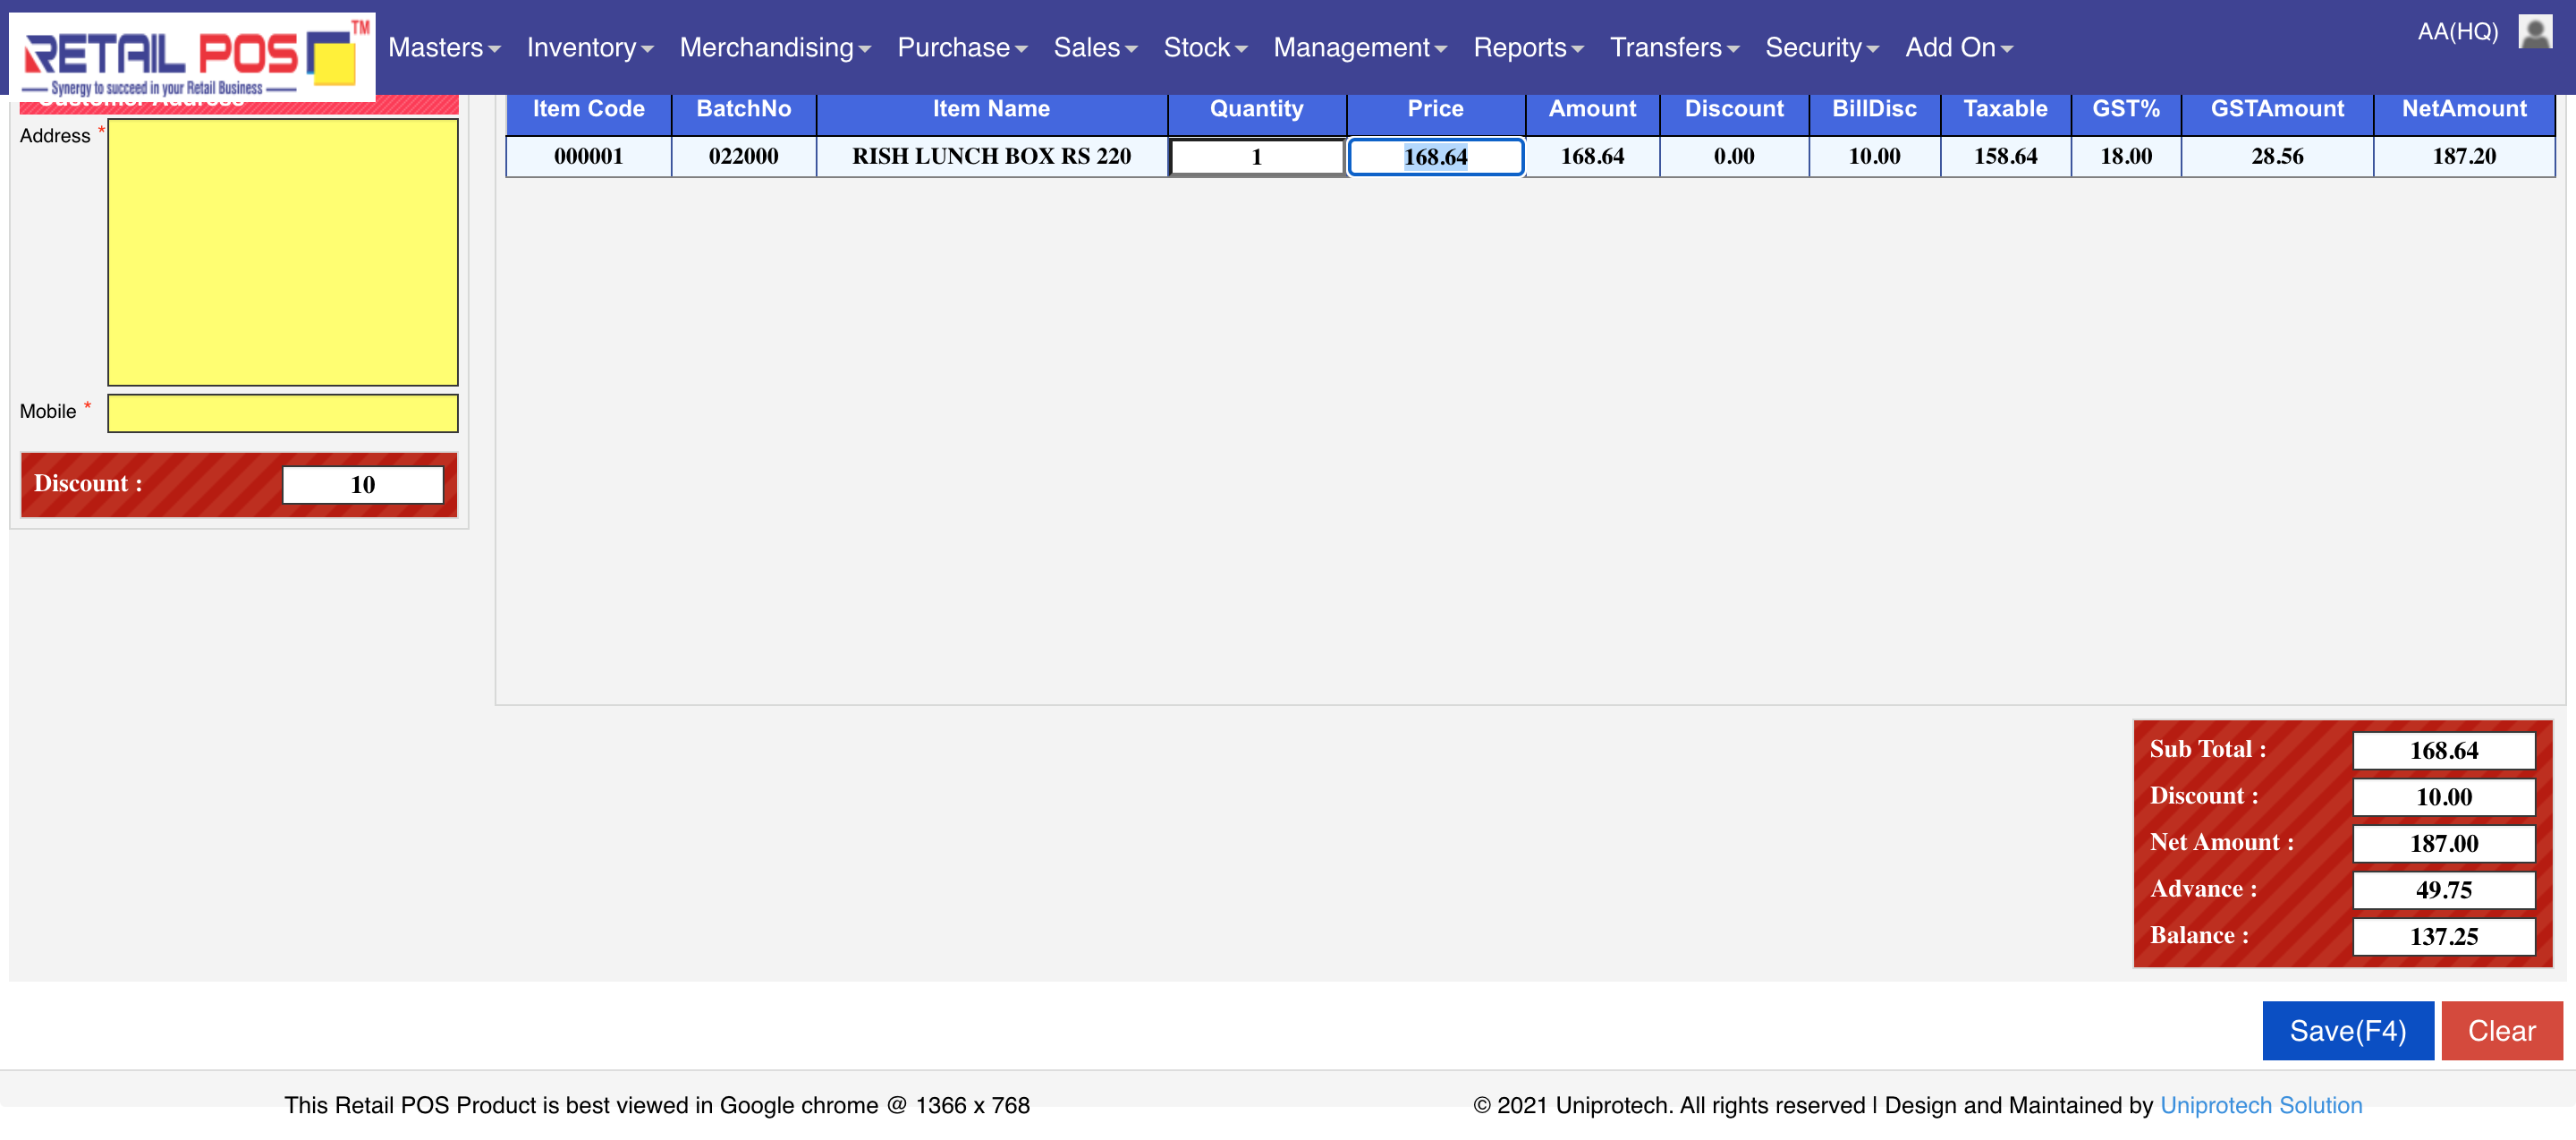 RETAIL POS TM
Synergy to succeed in your Retail Business
Masters Inventory Merchandising Purchase Sales Stock Management Reports Transfers Security Add On
AA(HQ)
Customer Address
Address *
Mobile *
Discount : 10
Item Code BatchNo Item Name Quantity Price Amount Discount BillDisc Taxable GST% GSTAmount NetAmount
000001 022000 RISH LUNCH BOX RS 220 1 168.64 168.64 0.00 10.00 158.64 18.00 28.56 187.20
Sub Total : 168.64
Discount : 10.00
Net Amount : 187.00
Advance : 49.75
Balance : 137.25
Save(F4) Clear
This Retail POS Product is best viewed in Google chrome @ 1366 x 768
© 2021 Uniprotech. All rights reserved | Design and Maintained by Uniprotech Solution